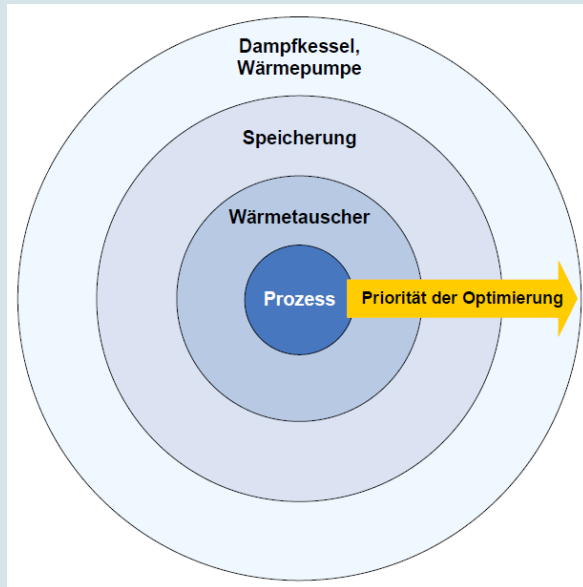 Dampfkessel,
Wärmepumpe
Speicherung
Wärmetauscher
Prozess
Priorität der Optimierung